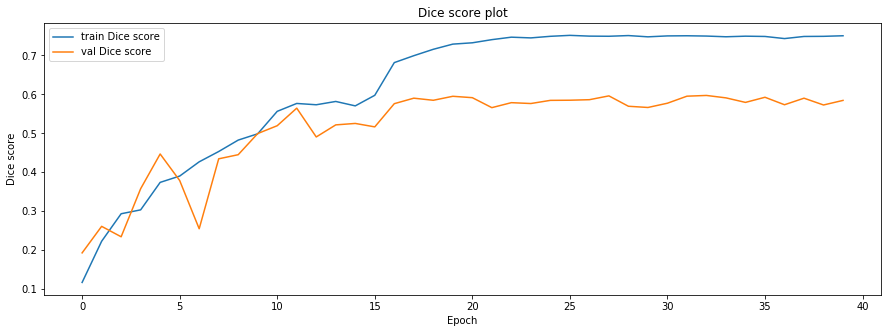 Dice score plot
train Dice score
val Dice score
Dice score
0.7
0.6
0.5
0.4
0.3
0.2
0.1
0 5 10 15 20 25 30 35 40
Epoch